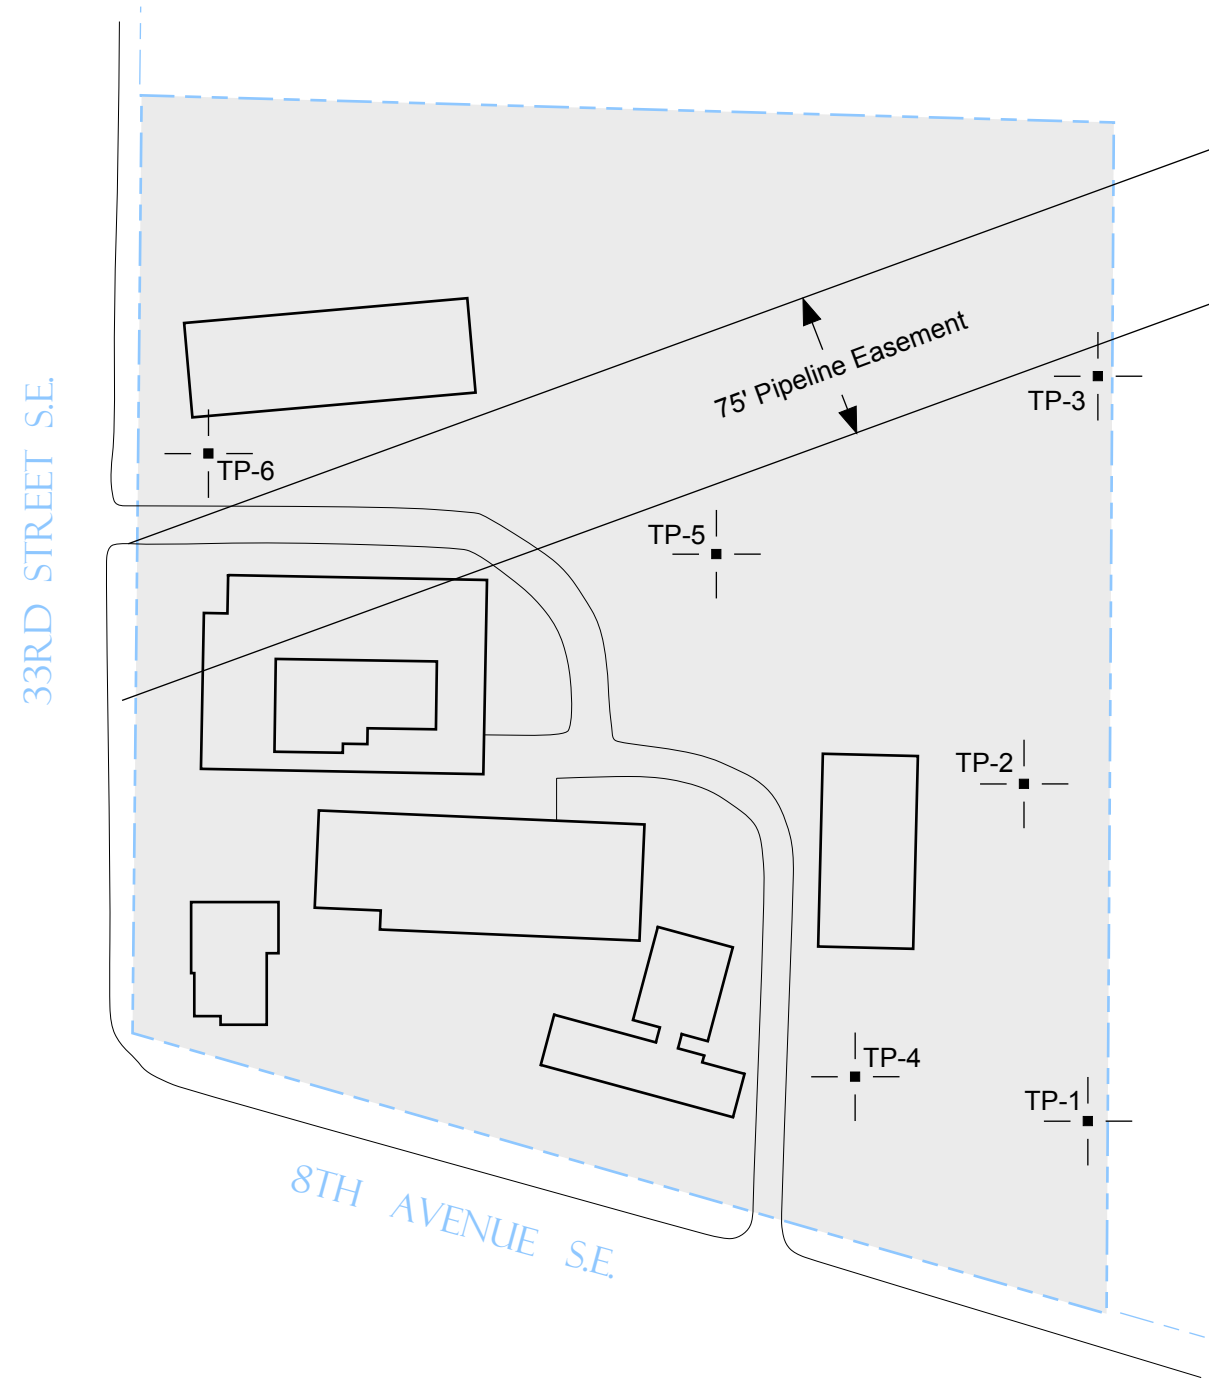 75' Pipeline Easement
TP-3
33RD STREET S.E.
TP-6
TP-5
TP-2
TP-4
TP-1
8TH AVENUE S.E.